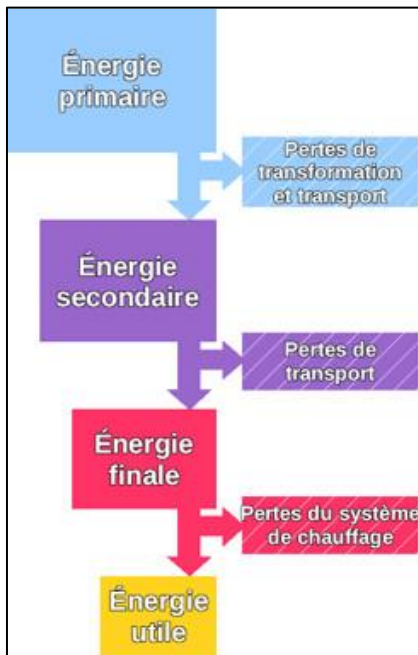 Énergie
primaire
Pertes de
transformation
et transport
Énergie
secondaire
Pertes de
transport
Énergie
finale
Pertes du système
de chauffage
Énergie
utile